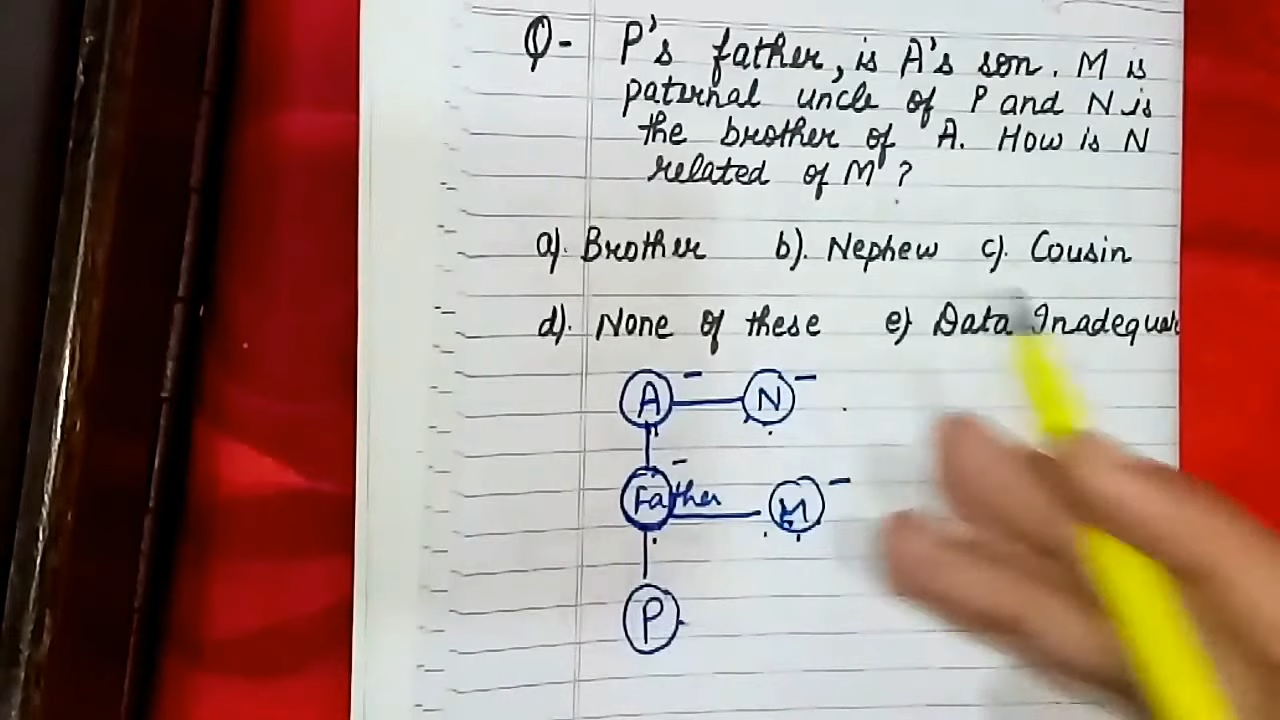 Q- P's father, is A's son. M is
paternal uncle of P and N is
the brother of A. How is N
related of M ?
a). Brother b). Nephew c). Cousin
d). None of these e) Data Inadequa
A - N -
Father - M -
P